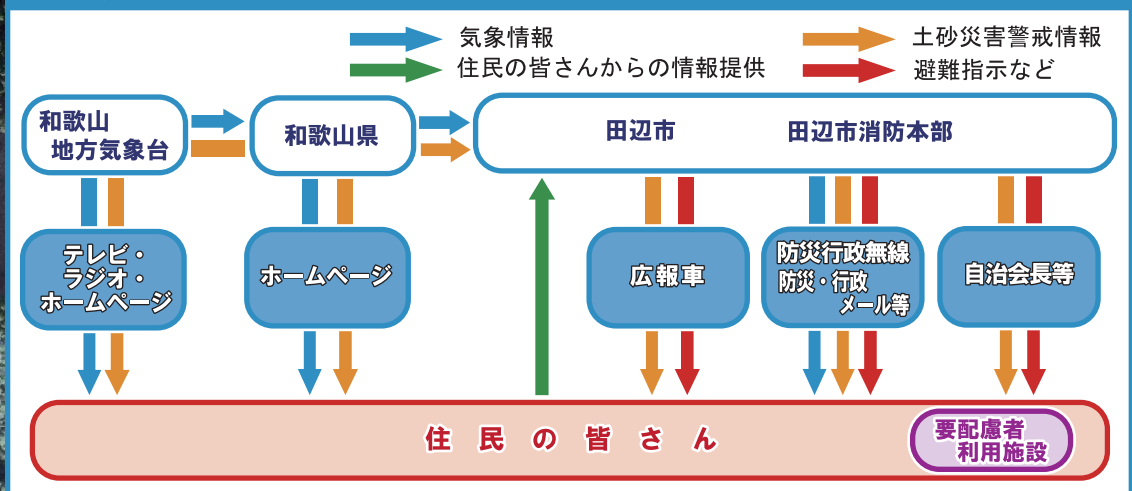 気象情報
土砂災害警戒情報
住民の皆さんからの情報提供
避難指示など
和歌山
地方気象台
和歌山県
田辺市
田辺市消防本部
テレビ・
ラジオ・
ホームページ
ホームページ
広報車
防災行政無線
防災・行政
メール等
自治会長等
住民の皆さん
要配慮者
利用施設